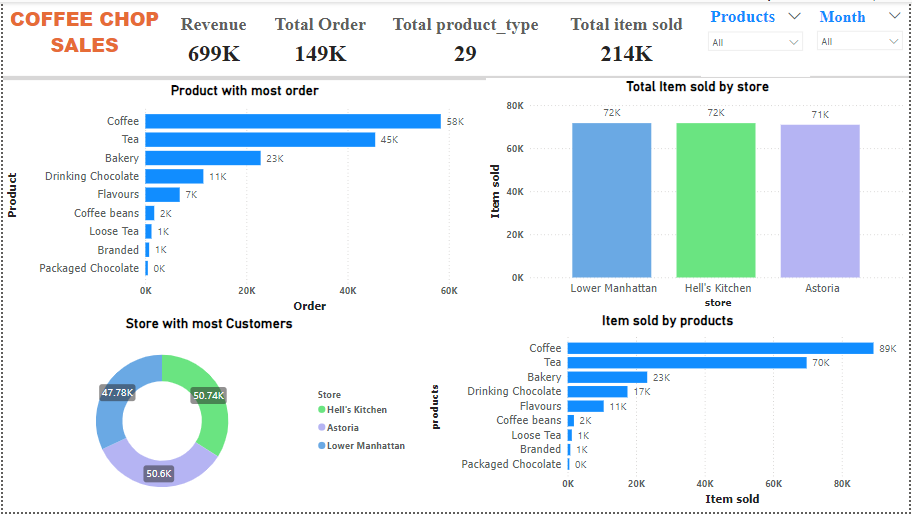 COFFEE CHOP
SALES
Revenue
699K
Total Order
149K
Total product_type
29
Total item sold
214K
Products
All
Month
All
Product with most order
Product
Coffee 58K
Tea 45K
Bakery 23K
Drinking Chocolate 11K
Flavours 7K
Coffee beans 2K
Loose Tea 1K
Branded 1K
Packaged Chocolate 0K
0K 20K 40K 60K
Order
Total Item sold by store
Item sold
80K
60K
40K
20K
0K
72K 72K 71K
Lower Manhattan Hell's Kitchen Astoria
store
Store with most Customers
47.78K 50.74K
50.6K
Store
Hell's Kitchen
Astoria
Lower Manhattan
Item sold by products
products
Coffee 89K
Tea 70K
Bakery 23K
Drinking Chocolate 17K
Flavours 11K
Coffee beans 2K
Loose Tea 1K
Branded 1K
Packaged Chocolate 0K
0K 20K 40K 60K 80K
Item sold